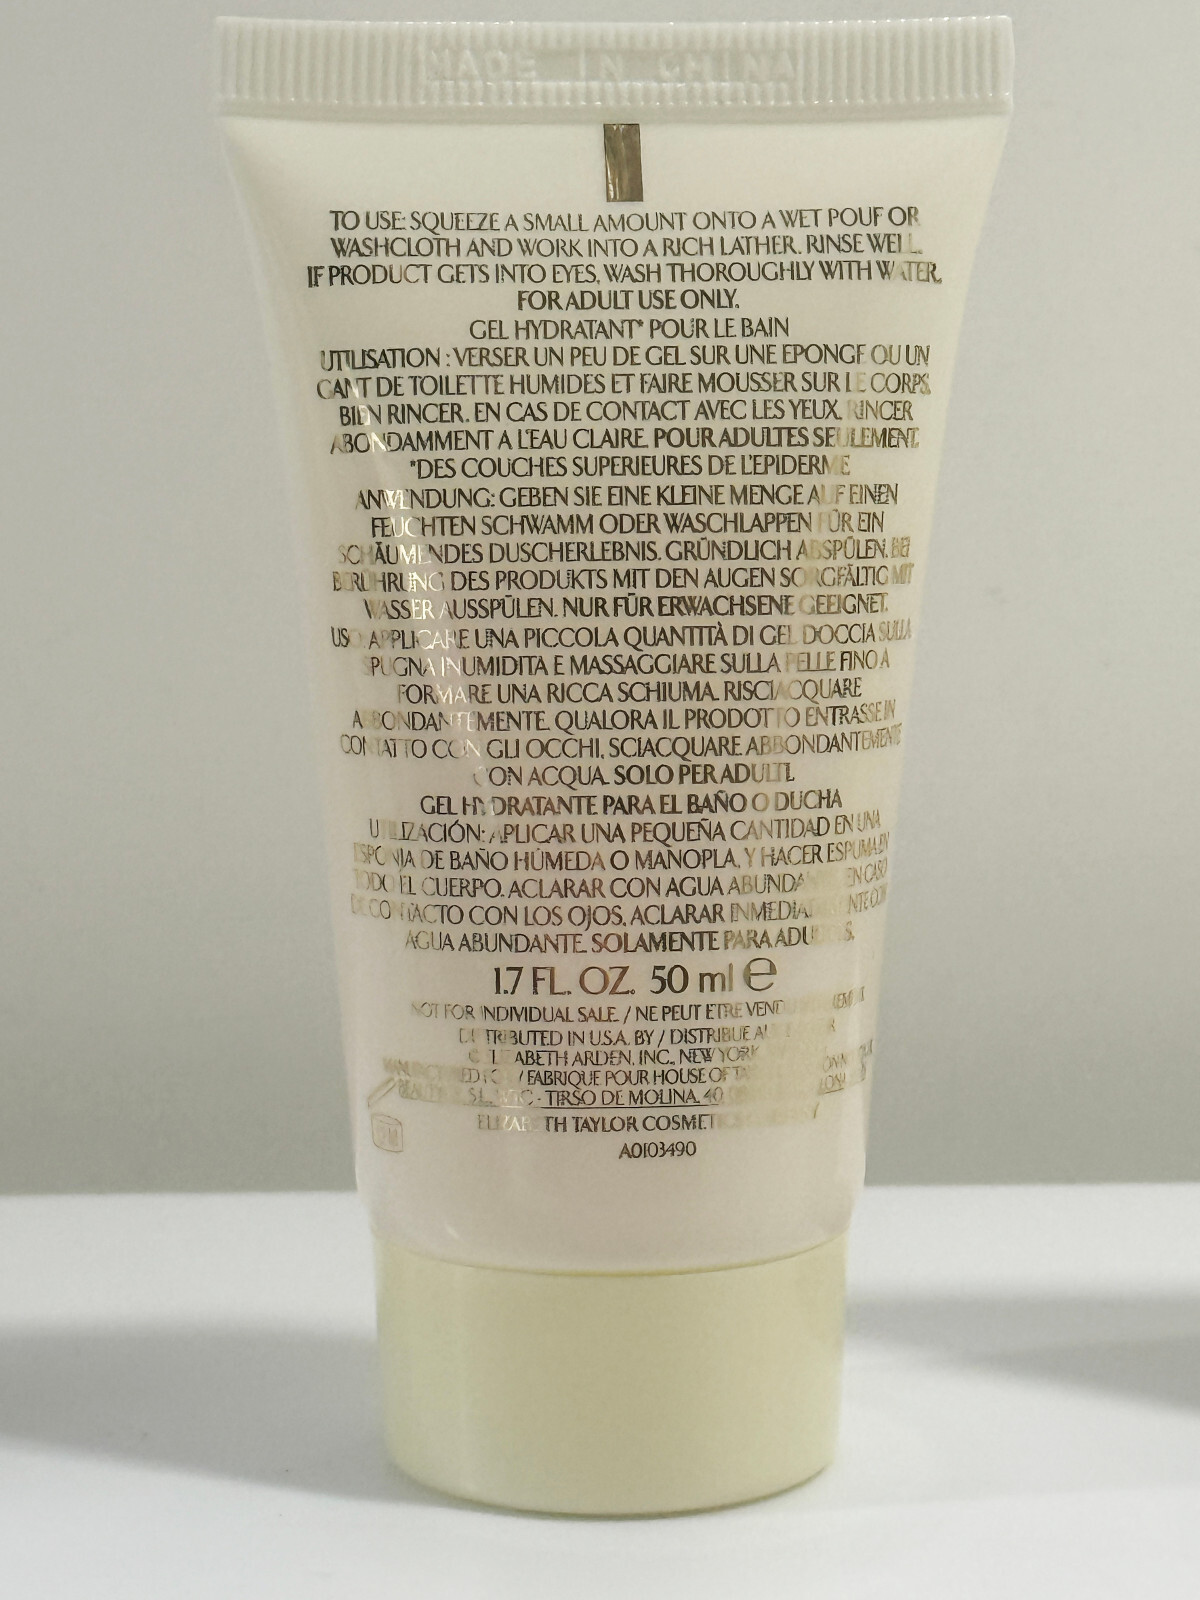 MADE IN CHINA
TO USE: SQUEEZE A SMALL AMOUNT ONTO A WET POUF OR
WASHCLOTH AND WORK INTO A RICH LATHER. RINSE WELL.
IF PRODUCT GETS INTO EYES, WASH THOROUGHLY WITH WATER.
FOR ADULT USE ONLY.
GEL HYDRATANT* POUR LE BAIN
UTILISATION : VERSER UN PEU DE GEL SUR UNE EPONGE OU UN
GANT DE TOILETTE HUMIDES ET FAIRE MOUSSER SUR LE CORPS.
BIEN RINCER. EN CAS DE CONTACT AVEC LES YEUX, RINCER
ABONDAMMENT A L'EAU CLAIRE. POUR ADULTES SEULEMENT.
*DES COUCHES SUPERIEURES DE L'EPIDERME
ANWENDUNG: GEBEN SIE EINE KLEINE MENGE AUF EINEN
FEUCHTEN SCHWAMM ODER WASCHLAPPEN FÜR EIN
SCHÄUMENDES DUSCHERLEBNIS. GRÜNDLICH ABSPÜLEN. BEI
BERÜHRUNG DES PRODUKTS MIT DEN AUGEN SORGFÄLTIG MIT
WASSER AUSSPÜLEN. NUR FÜR ERWACHSENE GEEIGNET.
USO: APPLICARE UNA PICCOLA QUANTITÀ DI GEL DOCCIA SULLA
SPUGNA INUMIDITA E MASSAGGIARE SULLA PELLE FINO A
FORMARE UNA RICCA SCHIUMA. RISCIACQUARE
ABBONDANTEMENTE. QUALORA IL PRODOTTO ENTRASSE IN
CONTATTO CON GLI OCCHI, SCIACQUARE ABBONDANTEMENTE
CON ACQUA. SOLO PER ADULTI.
GEL HYDRATANTE PARA EL BAÑO O DUCHA
UTILIZACIÓN: APLICAR UNA PEQUEÑA CANTIDAD EN UNA
ESPONJA DE BAÑO HÚMEDA O MANOPLA, Y HACER ESPUMA EN
TODO EL CUERPO. ACLARAR CON AGUA ABUNDANTE. EN CASO
DE CONTACTO CON LOS OJOS, ACLARAR INMEDIATAMENTE CON
AGUA ABUNDANTE. SOLAMENTE PARA ADULTOS.
1.7 FL. OZ. 50 ml ℮
NOT FOR INDIVIDUAL SALE / NE PEUT ETRE VENDU
DISTRIBUTED IN U.S.A. BY / DISTRIBUE
ELIZABETH ARDEN, INC., NEW YORK
MANUFACTURED FOR / FABRIQUE POUR HOUSE OF
BEAUTY S.L. - TIRSO DE MOLINA, 40
ELIZABETH TAYLOR COSMETICS COMPANY
A0103490
12M